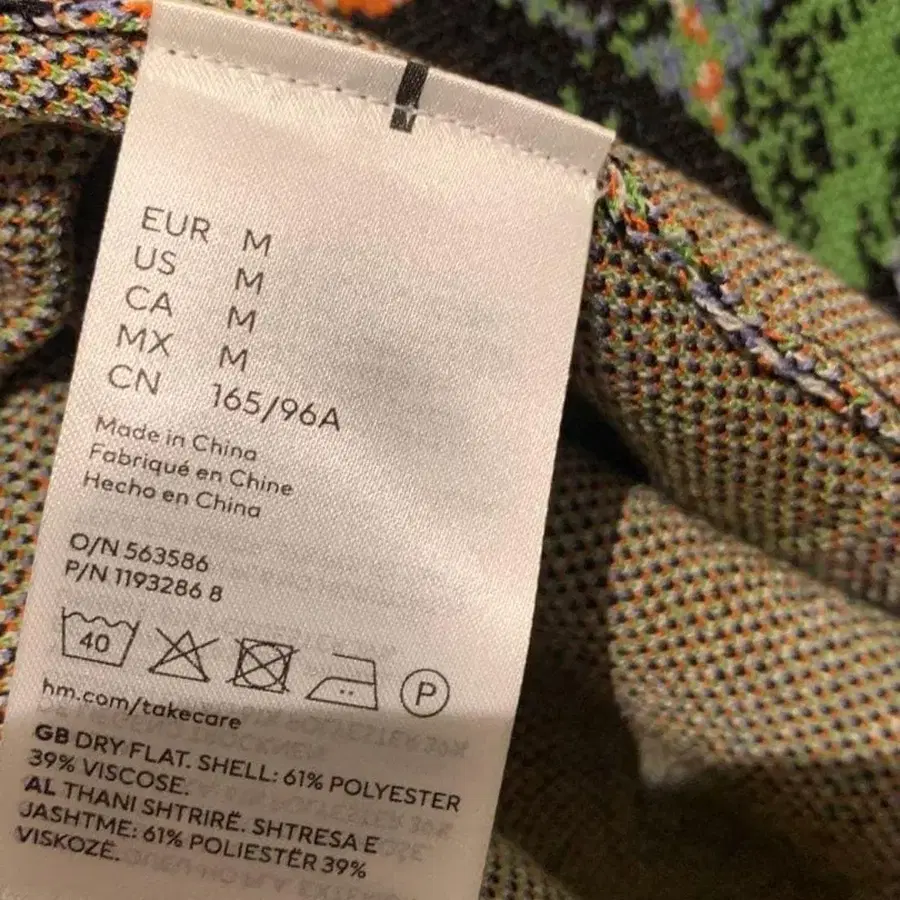 EUR M
US M
CA M
MX M
CN 165/96A
Made in China
Fabriqué en Chine
Hecho en China
O/N 563586
P/N 1193286 8
40 P
hm.com/takecare
GB DRY FLAT. SHELL: 61% POLYESTER
39% VISCOSE.
AL THANI SHTRIRË. SHTRESA E
JASHTME: 61% POLIESTËR 39%
VISKOZË.